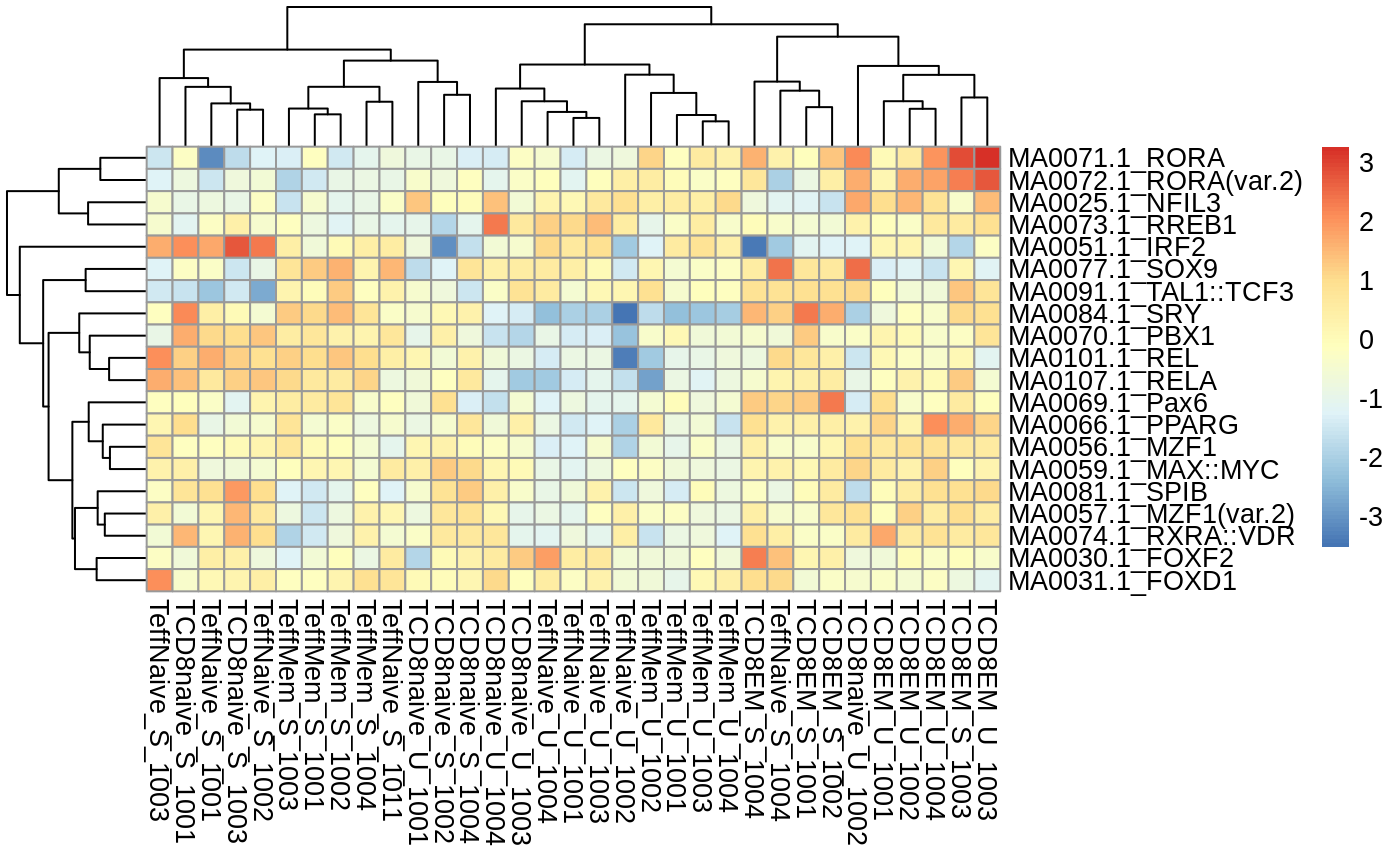 MA0071.1_RORA
MA0072.1_RORA(var.2)
MA0025.1_NFIL3
MA0073.1_RREB1
MA0051.1_IRF2
MA0077.1_SOX9
MA0091.1_TAL1::TCF3
MA0084.1_SRY
MA0070.1_PBX1
MA0101.1_REL
MA0107.1_RELA
MA0069.1_Pax6
MA0066.1_PPARG
MA0056.1_MZF1
MA0059.1_MAX::MYC
MA0081.1_SPIB
MA0057.1_MZF1(var.2)
MA0074.1_RXRA::VDR
MA0030.1_FOXF2
MA0031.1_FOXD1
3
2
1
0
-1
-2
-3
TeffNaive_S_1003
TCD8naive_S_1001
TeffNaive_S_1001
TCD8naive_S_1003
TeffNaive_S_1002
TeffMem_S_1003
TeffMem_S_1001
TeffMem_S_1002
TeffMem_S_1004
TeffNaive_S_1011
TCD8naive_U_1001
TCD8naive_S_1002
TCD8naive_S_1004
TCD8naive_U_1004
TCD8naive_U_1003
TeffNaive_U_1004
TeffNaive_U_1001
TeffNaive_U_1003
TeffNaive_U_1002
TeffMem_U_1002
TeffMem_U_1001
TeffMem_U_1003
TeffMem_U_1004
TCD8EM_S_1004
TeffNaive_S_1004
TCD8EM_S_1001
TCD8EM_S_1002
TCD8naive_U_1002
TCD8EM_U_1001
TCD8EM_U_1002
TCD8EM_U_1004
TCD8EM_S_1003
TCD8EM_U_1003